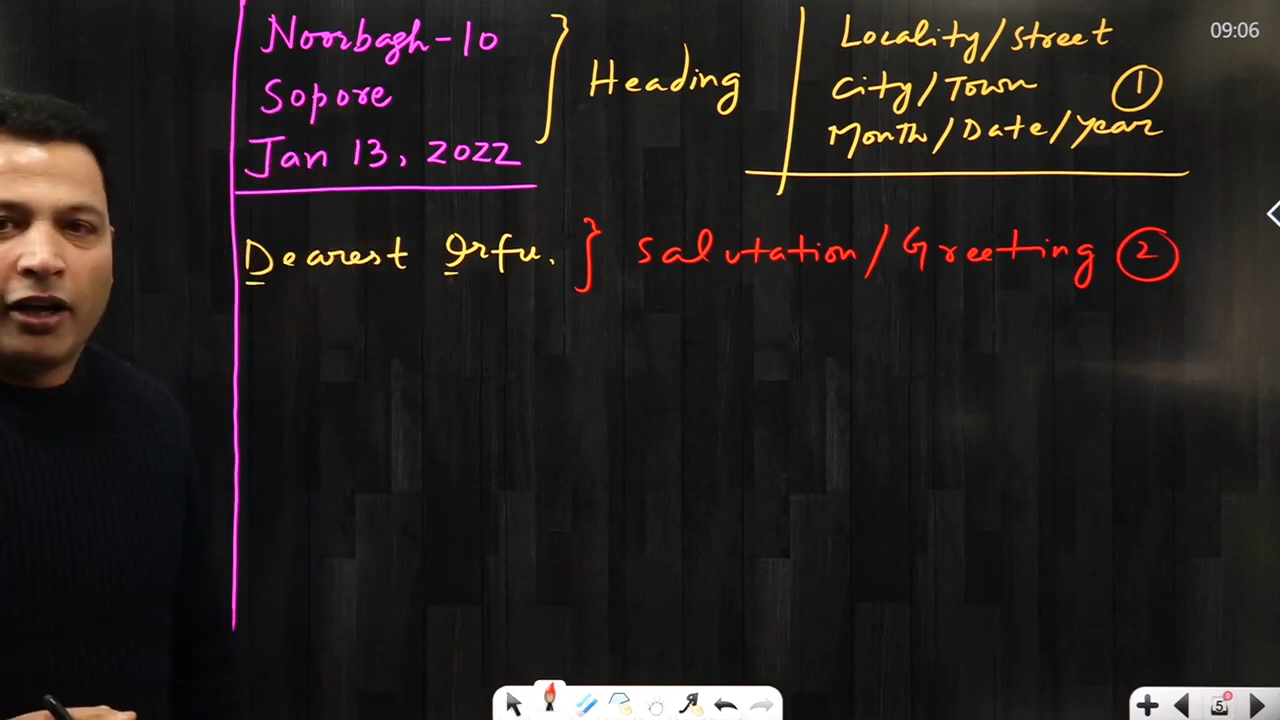 Noorbagh-10
Sopore
Jan 13, 2022
Heading
Locality/street
City/Town
Month/Date/year
1
Dearest Irfu,
Salutation/Greeting 2
09:06
5